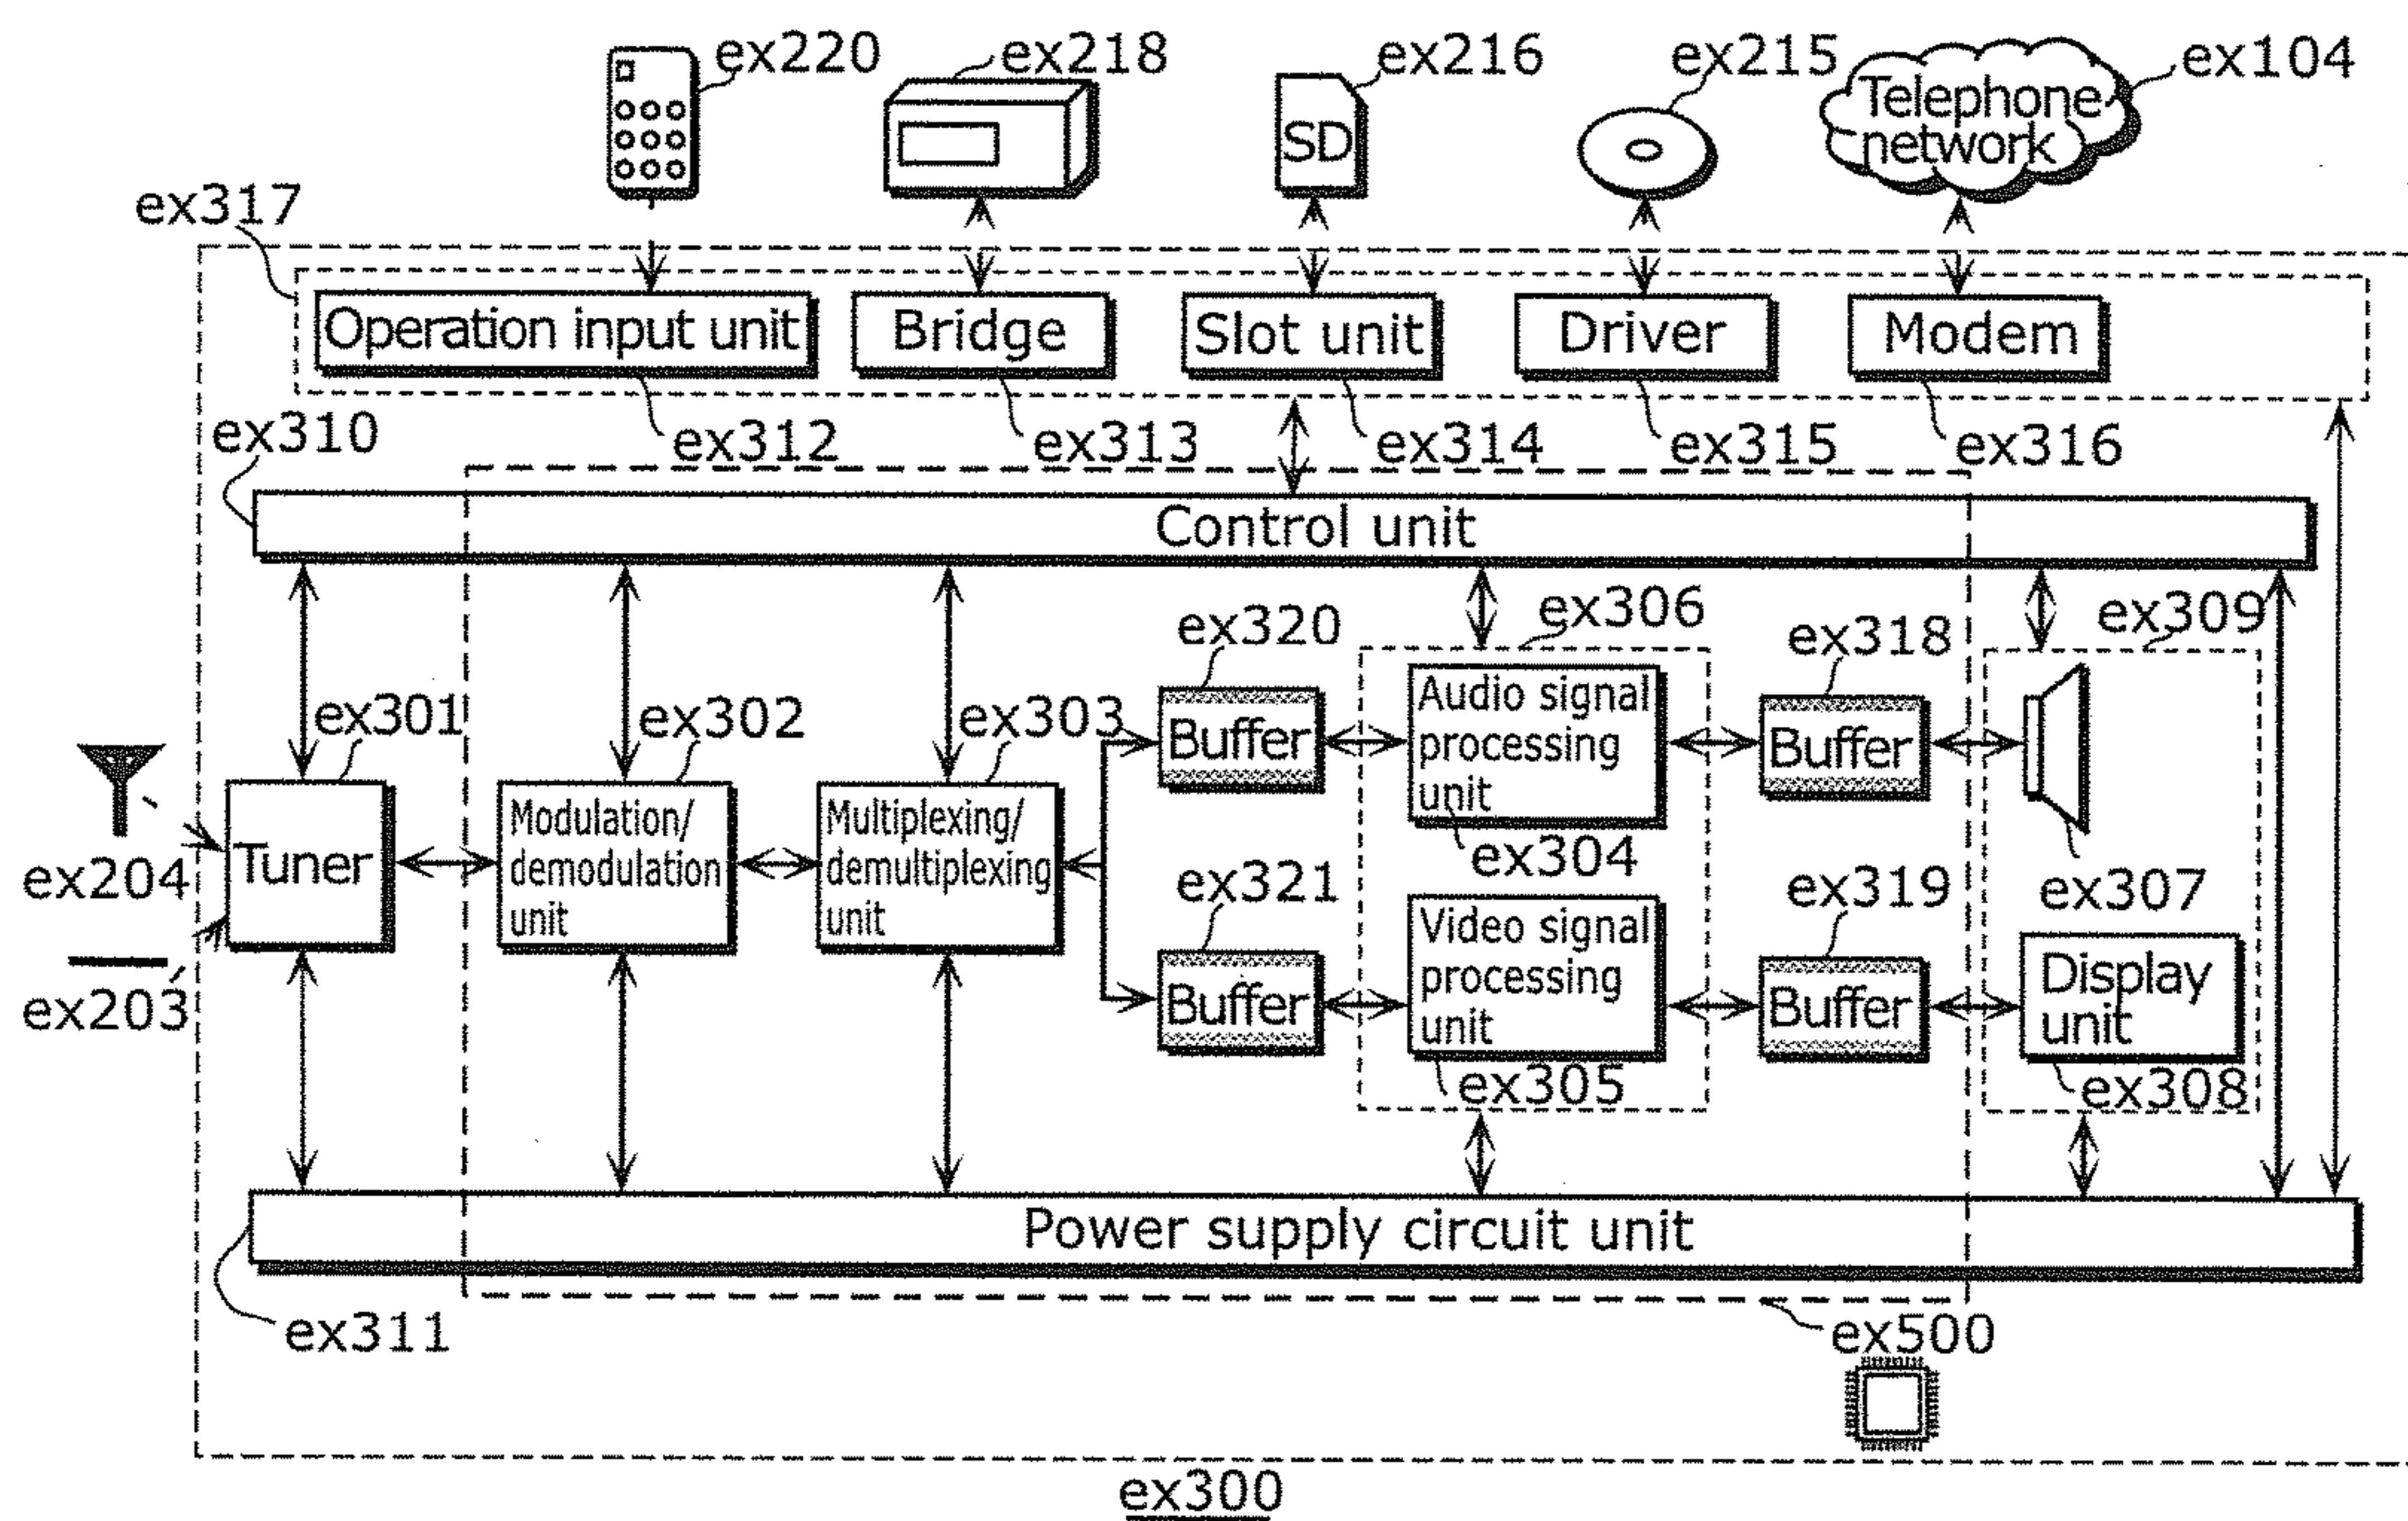 ex220
ex218
ex216
ex215
ex104
SD
Telephone
network
ex317
Operation input unit
Bridge
Slot unit
Driver
Modem
ex310
ex312
ex313
ex314
ex315
ex316
Control unit
ex320
ex306
ex318
ex309
ex301
ex302
ex303
Buffer
Audio signal
processing
unit
Buffer
ex304
ex307
ex204
Tuner
Modulation/
demodulation
unit
Multiplexing/
demultiplexing
unit
ex321
ex319
ex203
Buffer
Video signal
processing
unit
Buffer
Display
unit
ex305
ex308
Power supply circuit unit
ex311
ex500
ex300